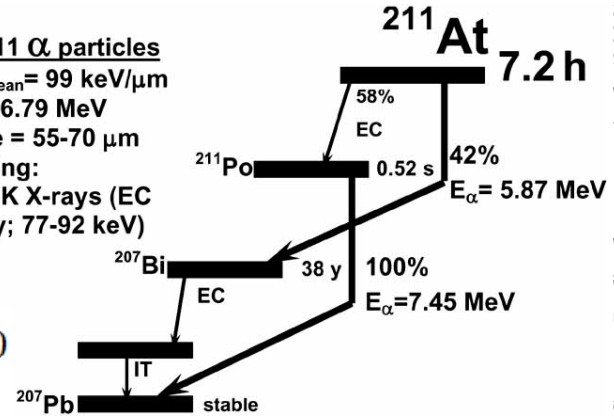 11 α particles
ean= 99 keV/μm
6.79 MeV
e = 55-70 μm
ng:
K X-rays (EC
y; 77-92 keV)
)
211At
7.2 h
58%
EC
211Po
0.52 s
42%
Eα= 5.87 MeV
207Bi
38 y
100%
EC
Eα=7.45 MeV
IT
207Pb
stable